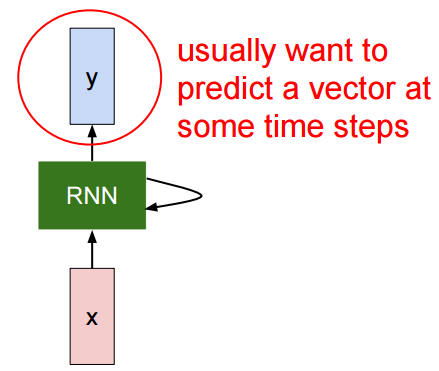 usually want to
predict a vector at
some time steps
y
RNN
x